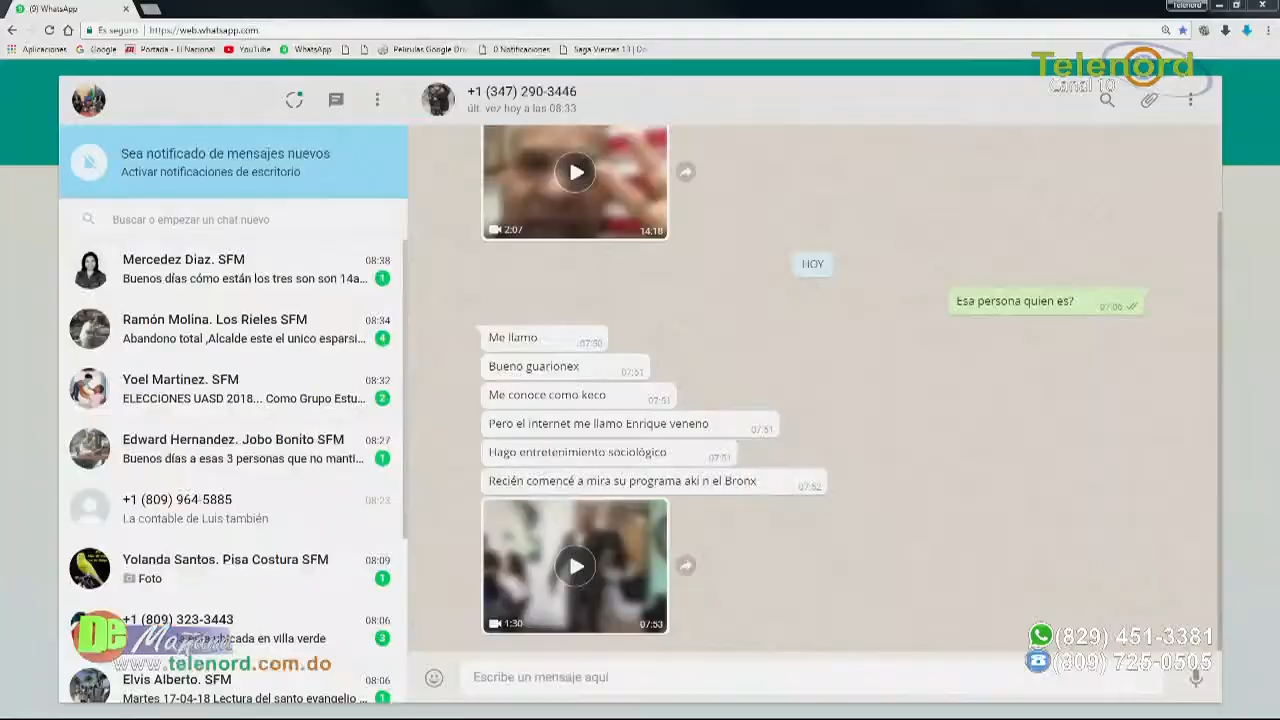 (9) WhatsApp
Telenord
Es seguro
https://web.whatsapp.com
Aplicaciones
Google
Portada - El Nacional
YouTube
WhatsApp
Peliculas Google Dri
0 Notificaciones
Saga Viernes 13 | Do
Telenord
Canal 10
+1 (347) 290-3446
últ. vez hoy a las 08:33
Sea notificado de mensajes nuevos
Activar notificaciones de escritorio
Buscar o empezar un chat nuevo
Mercedez Diaz. SFM
08:38
Buenos días cómo están los tres son son 14a...
1
Ramón Molina. Los Rieles SFM
08:34
Abandono total ,Alcalde este el unico esparsi...
4
Yoel Martinez. SFM
08:32
ELECCIONES UASD 2018... Como Grupo Estu...
2
Edward Hernandez. Jobo Bonito SFM
08:27
Buenos días a esas 3 personas que no manti...
1
+1 (809) 964-5885
08:23
La contable de Luis también
Yolanda Santos. Pisa Costura SFM
08:09
Foto
1
+1 (809) 323-3443
08:06
ubicada en villa verde
3
Elvis Alberto. SFM
08:06
Martes 17-04-18 Lectura del santo evangelio ...
1
2:07
14:18
HOY
Esa persona quien es?
07:06
Me llamo
07:50
Bueno guarionex
07:51
Me conoce como keco
07:51
Pero el internet me llamo Enrique veneno
07:51
Hago entretenimiento sociológico
07:51
Recién comencé a mira su programa aki n el Bronx
07:52
1:30
07:53
Escribe un mensaje aquí
De Mañana
www.telenord.com.do
(829) 451-3381
(809) 725-0505